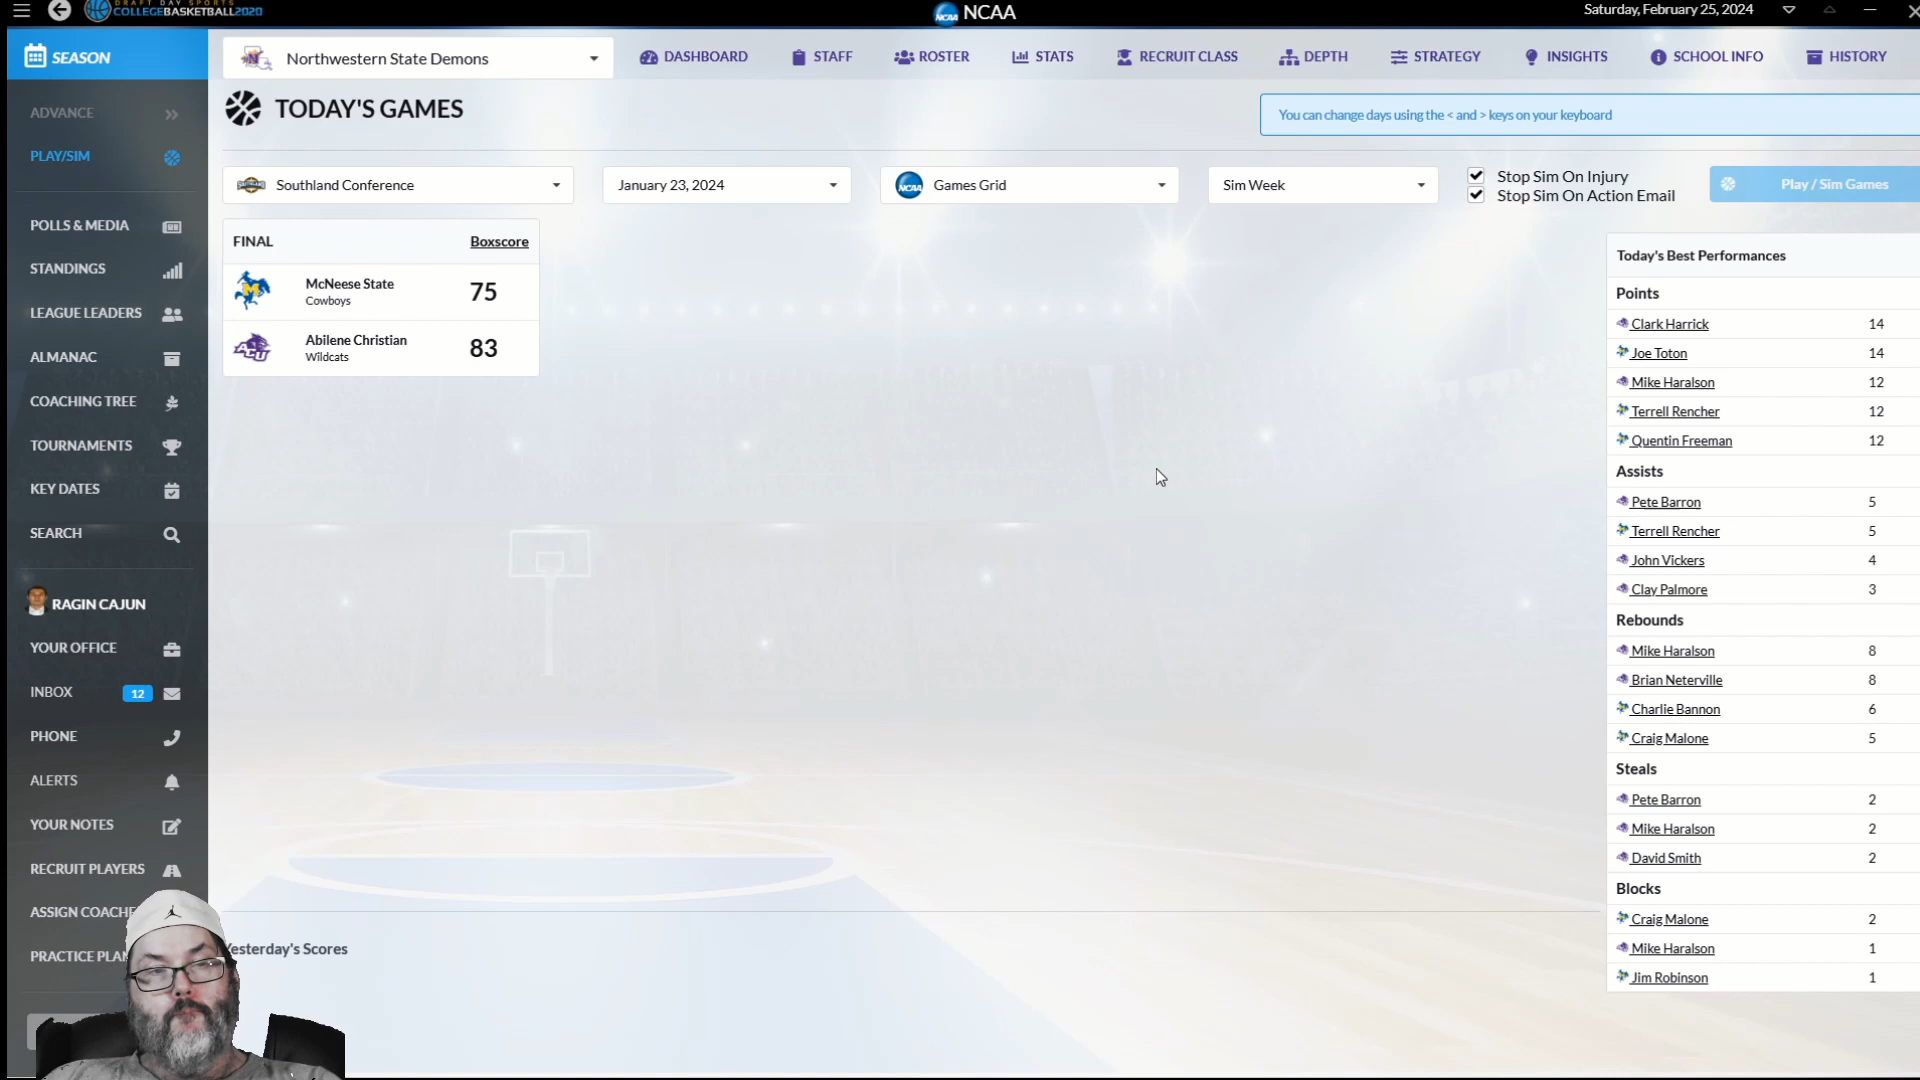 DRAFT DAY SPORTS
COLLEGEBASKETBALL2020
NCAA NCAA
Saturday, February 25, 2024
SEASON
Northwestern State Demons
DASHBOARD
STAFF
ROSTER
STATS
RECRUIT CLASS
DEPTH
STRATEGY
INSIGHTS
SCHOOL INFO
HISTORY
ADVANCE
PLAY/SIM
POLLS & MEDIA
STANDINGS
LEAGUE LEADERS
ALMANAC
COACHING TREE
TOURNAMENTS
KEY DATES
SEARCH
RAGIN CAJUN
YOUR OFFICE
INBOX 12
PHONE
ALERTS
YOUR NOTES
RECRUIT PLAYERS
ASSIGN COACHE
PRACTICE PLAN
TODAY'S GAMES
You can change days using the < and > keys on your keyboard
Southland Conference
January 23, 2024
NCAA Games Grid
Sim Week
Stop Sim On Injury
Stop Sim On Action Email
Play / Sim Games
FINAL Boxscore
McNeese State 75
Cowboys
Abilene Christian 83
Wildcats
Yesterday's Scores
Today's Best Performances
Points
Clark Harrick 14
Joe Toton 14
Mike Haralson 12
Terrell Rencher 12
Quentin Freeman 12
Assists
Pete Barron 5
Terrell Rencher 5
John Vickers 4
Clay Palmore 3
Rebounds
Mike Haralson 8
Brian Neterville 8
Charlie Bannon 6
Craig Malone 5
Steals
Pete Barron 2
Mike Haralson 2
David Smith 2
Blocks
Craig Malone 2
Mike Haralson 1
Jim Robinson 1